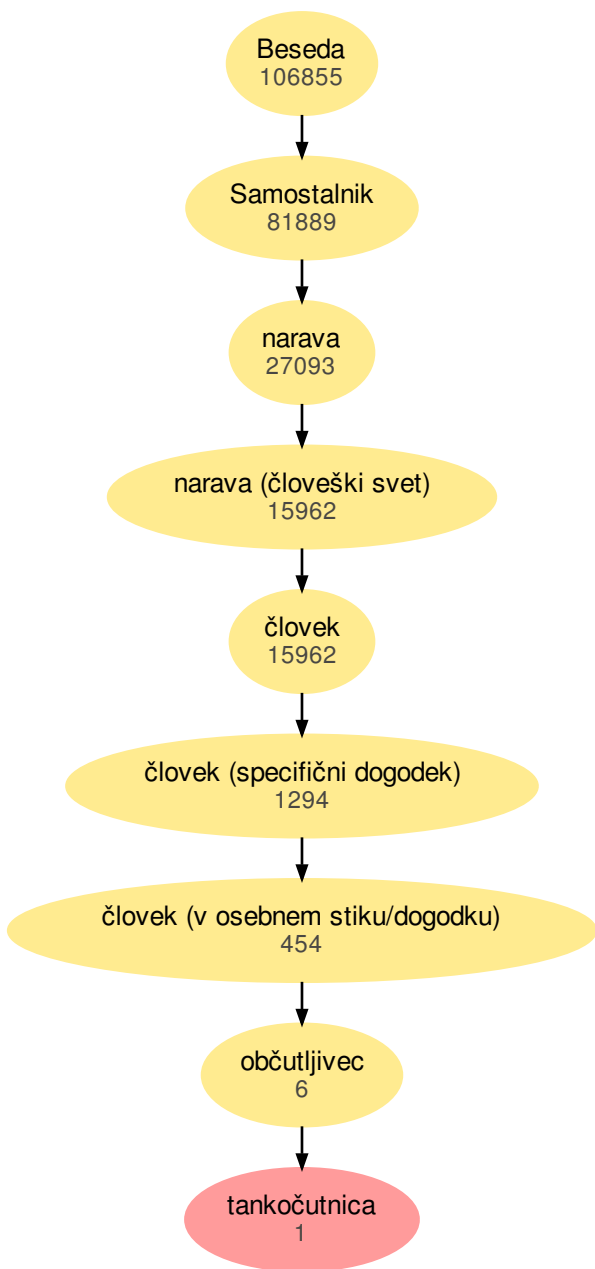 Beseda
106855
Samostalnik
81889
narava
27093
narava (človeški svet)
15962
človek
15962
človek (specifični dogodek)
1294
človek (v osebnem stiku/dogodku)
454
občutljivec
6
tankočutnica
1